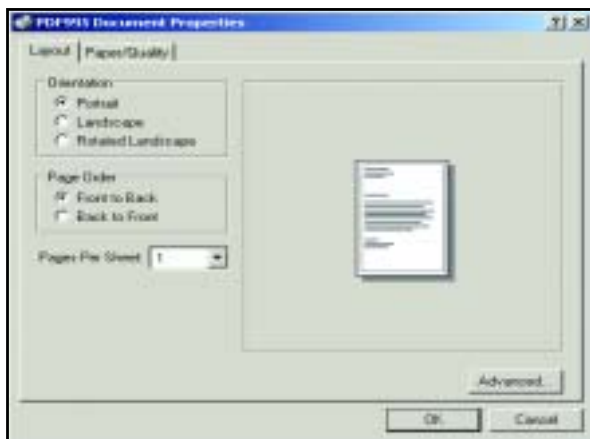 PDF995 Document Properties
Layout Paper/Quality
Orientation
Portrait
Landscape
Rotated Landscape
Page Order
Front to Back
Back to Front
Pages Per Sheet 1
Advanced...
OK Cancel